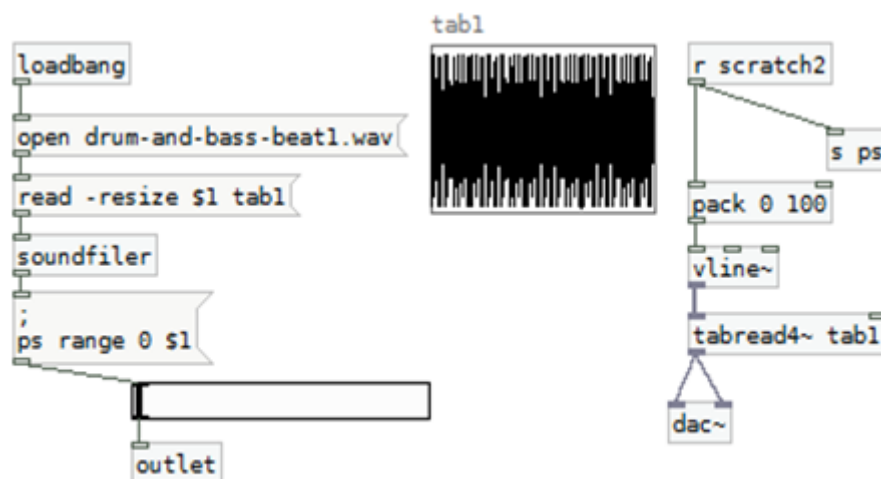 tab1
loadbang
r scratch2
open drum-and-bass-beat1.wav
s ps
read -resize $1 tab1
pack 0 100
soundfiler
vline~
;
ps range 0 $1
tabread4~ tab1
dac~
outlet